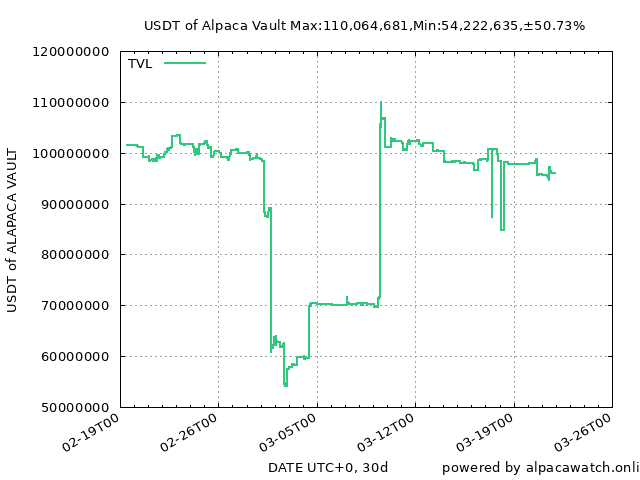 USDT of Alpaca Vault Max:110,064,681,Min:54,222,635,±50.73%
120000000
TVL
110000000
100000000
90000000
80000000
70000000
60000000
50000000
USDT of ALAPACA VAULT
02-19T00
02-26T00
03-05T00
03-12T00
03-19T00
03-26T00
DATE UTC+0, 30d
powered by alpacawatch.onli